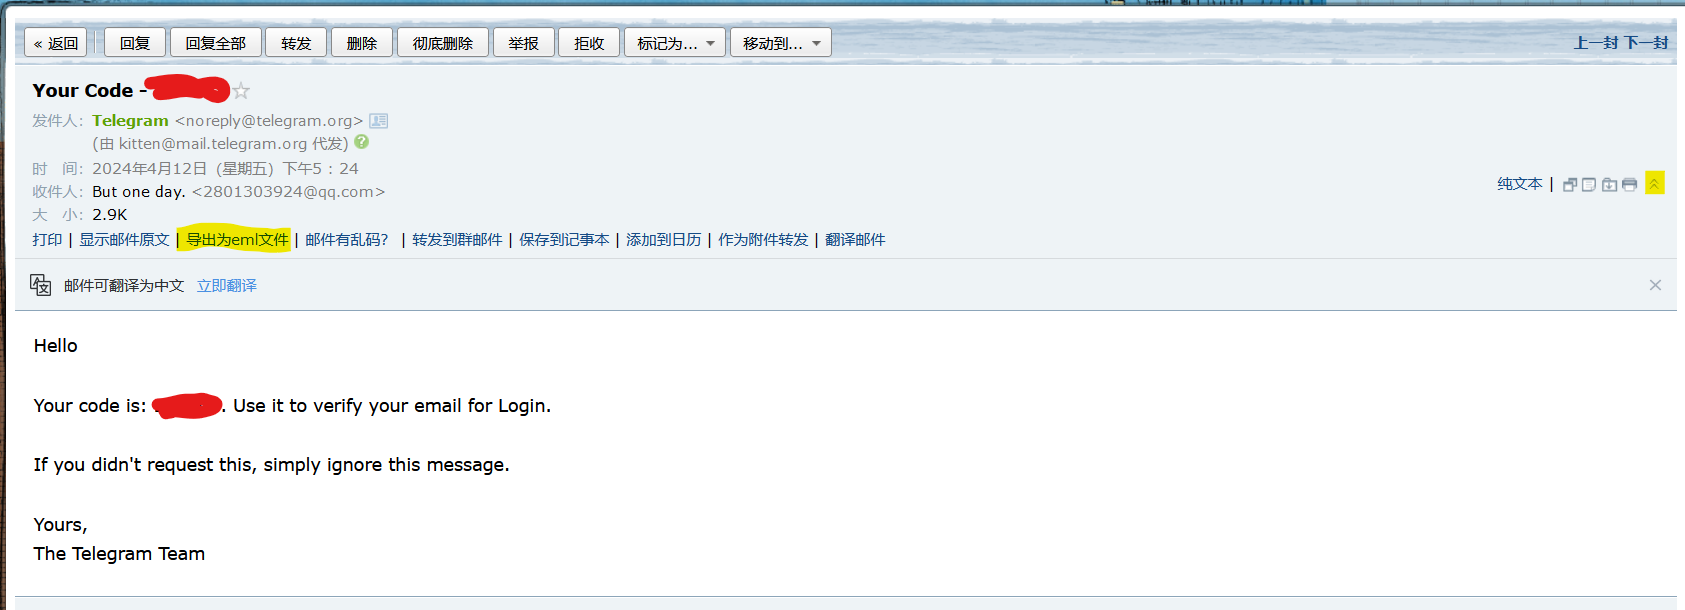 « 返回 回复 回复全部 转发 删除 彻底删除 举报 拒收 标记为... 移动到... 上一封 下一封
Your Code -
发件人： Telegram <noreply@telegram.org>
(由 kitten@mail.telegram.org 代发)
时 间： 2024年4月12日 (星期五) 下午5：24
收件人： But one day. <2801303924@qq.com>
纯文本 |
大 小： 2.9K
打印 | 显示邮件原文 | 导出为eml文件 | 邮件有乱码? | 转发到群邮件 | 保存到记事本 | 添加到日历 | 作为附件转发 | 翻译邮件
邮件可翻译为中文 立即翻译
Hello
Your code is: . Use it to verify your email for Login.
If you didn't request this, simply ignore this message.
Yours,
The Telegram Team